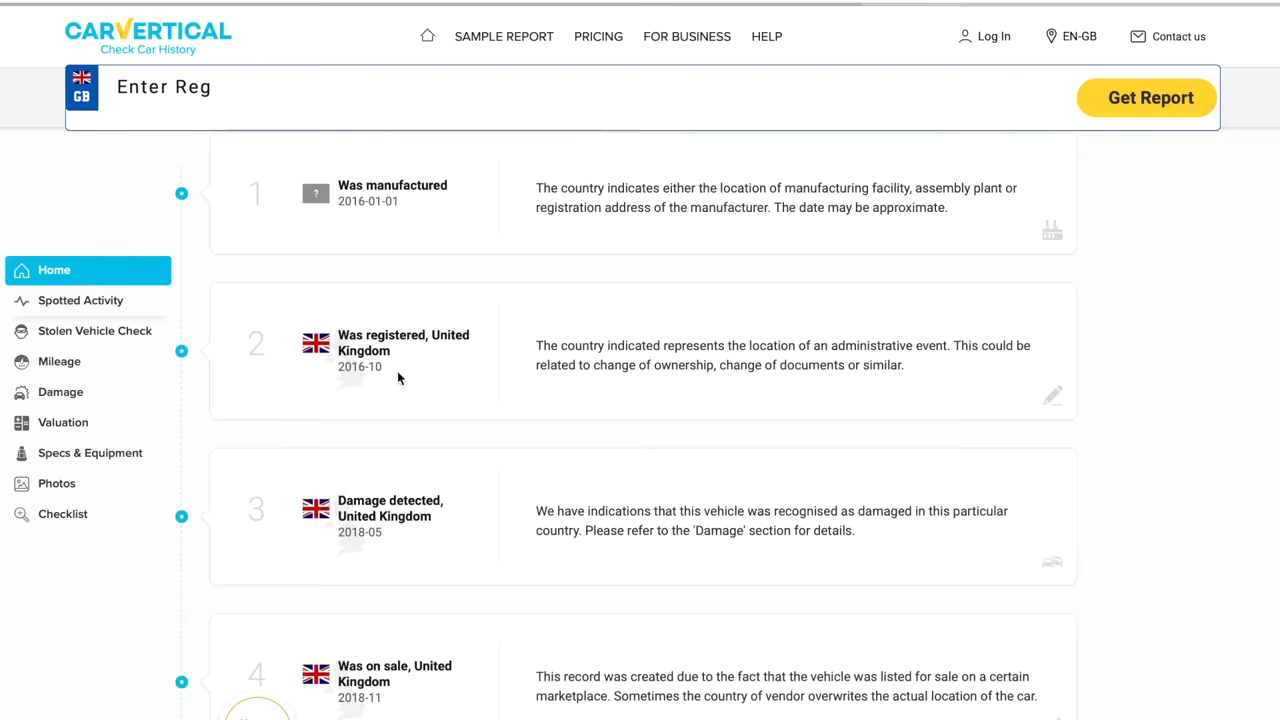 CARVERTICAL
Check Car History
SAMPLE REPORT
PRICING
FOR BUSINESS
HELP
Log In
EN-GB
Contact us
GB
Enter Reg
Get Report
1
?
Was manufactured
2016-01-01
The country indicates either the location of manufacturing facility, assembly plant or
registration address of the manufacturer. The date may be approximate.
Home
Spotted Activity
Stolen Vehicle Check
Mileage
Damage
Valuation
Specs & Equipment
Photos
Checklist
2
Was registered, United
Kingdom
2016-10
The country indicated represents the location of an administrative event. This could be
related to change of ownership, change of documents or similar.
3
Damage detected,
United Kingdom
2018-05
We have indications that this vehicle was recognised as damaged in this particular
country. Please refer to the 'Damage' section for details.
4
Was on sale, United
Kingdom
2018-11
This record was created due to the fact that the vehicle was listed for sale on a certain
marketplace. Sometimes the country of vendor overwrites the actual location of the car.